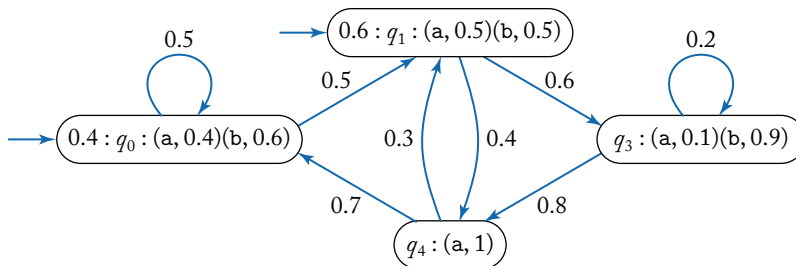 0.6 : q₁ : (a, 0.5)(b, 0.5)
0.5
0.2
0.5
0.6
0.4 : q₀ : (a, 0.4)(b, 0.6)
0.3
0.4
q₃ : (a, 0.1)(b, 0.9)
0.7
0.8
q₄ : (a, 1)